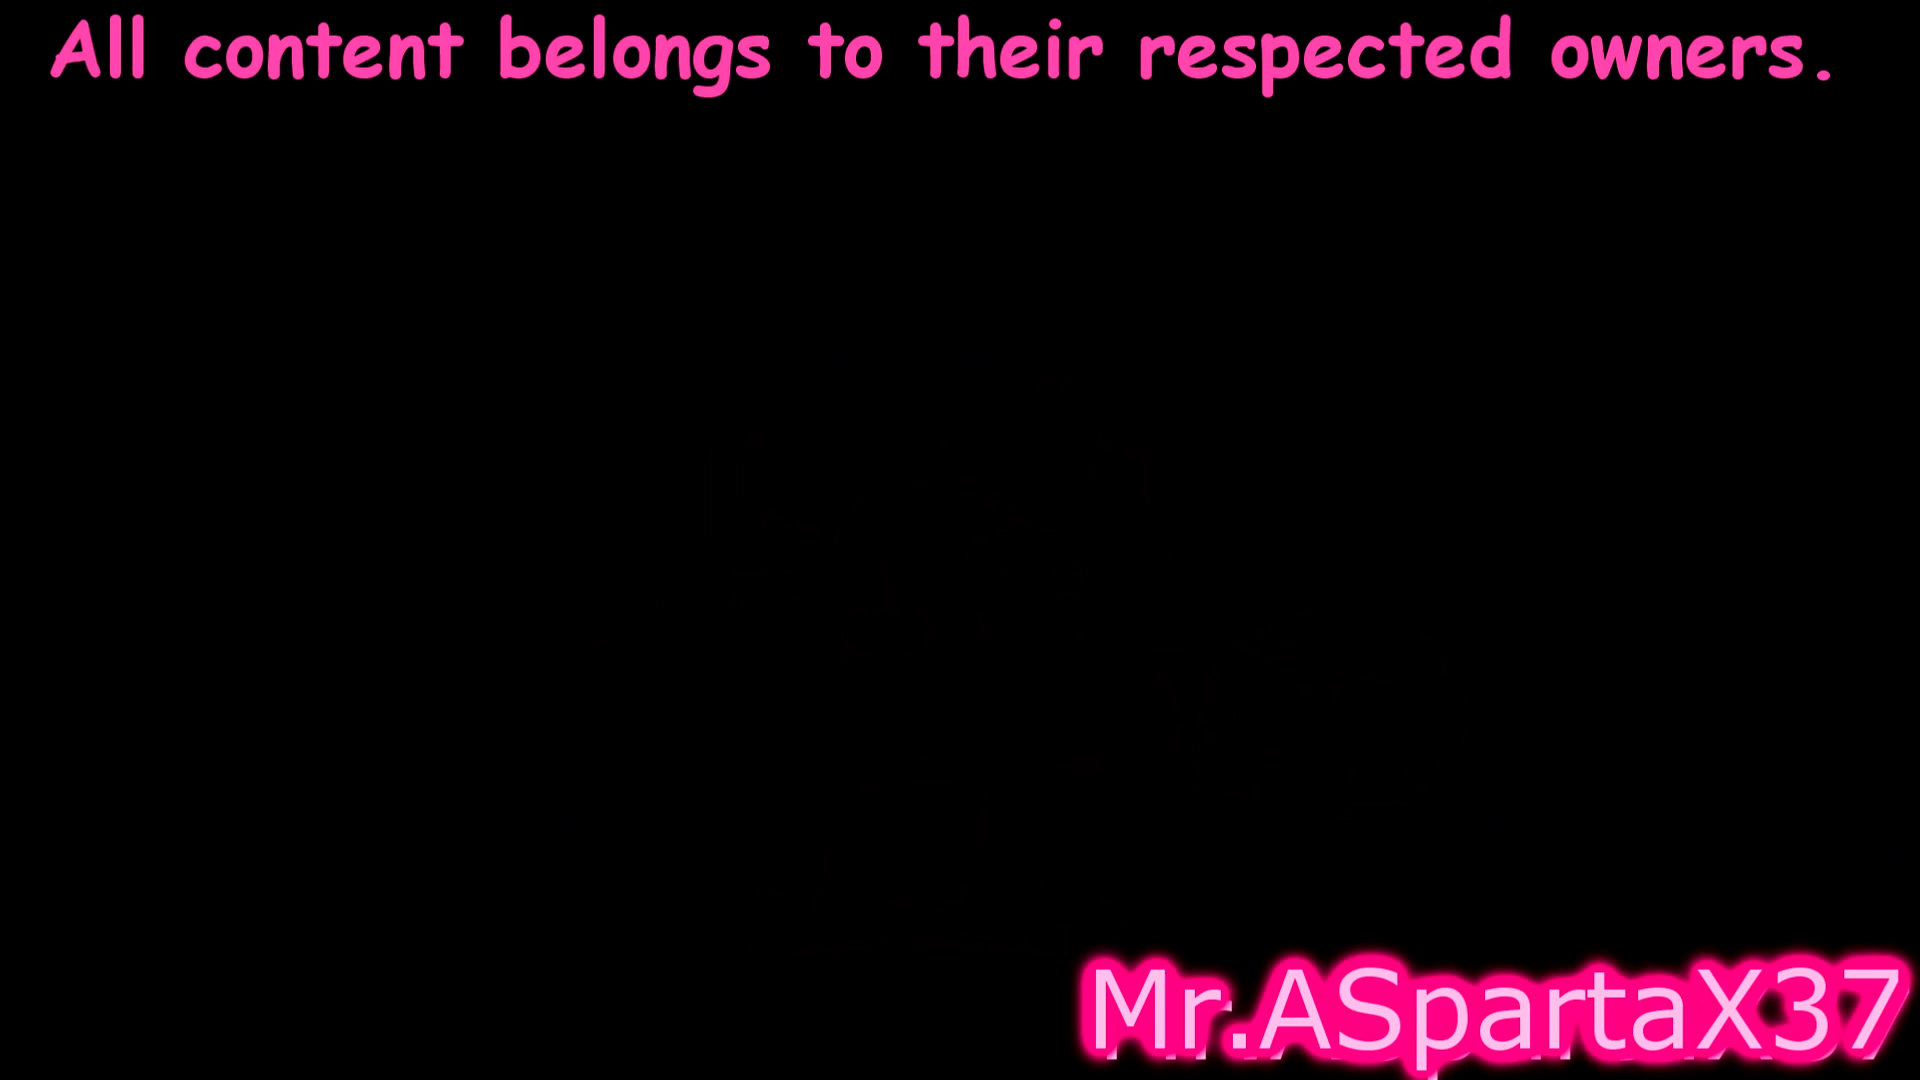 All content belongs to their respected owners.
Mr.ASpartaX37